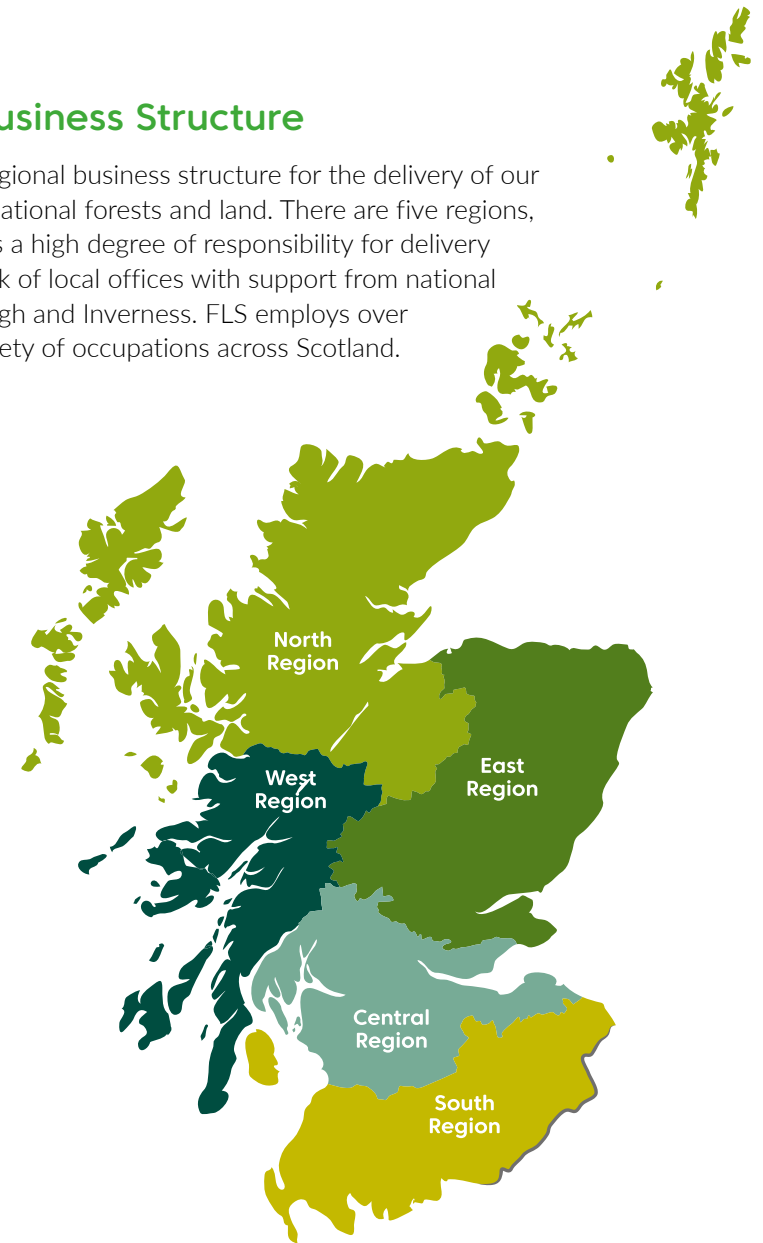 usiness Structure
gional business structure for the delivery of our
ational forests and land. There are five regions,
s a high degree of responsibility for delivery
k of local offices with support from national
gh and Inverness. FLS employs over
ety of occupations across Scotland.
North
Region
East
Region
West
Region
Central
Region
South
Region